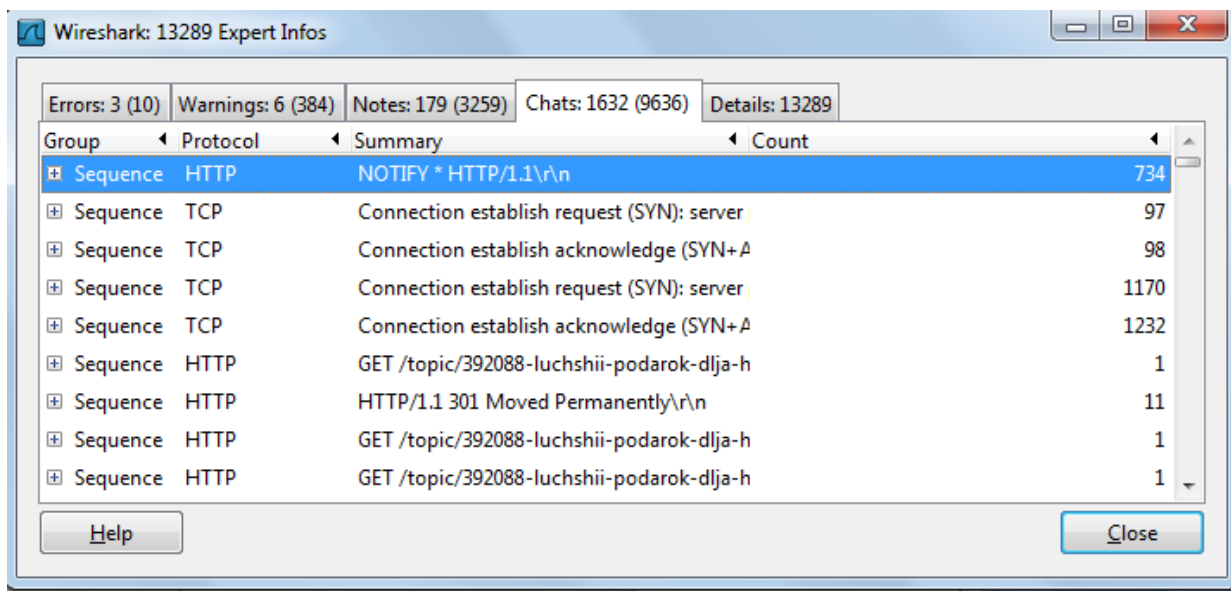 Wireshark: 13289 Expert Infos
Errors: 3 (10) Warnings: 6 (384) Notes: 179 (3259) Chats: 1632 (9636) Details: 13289
Group Protocol Summary Count
Sequence HTTP NOTIFY * HTTP/1.1\r\n 734
Sequence TCP Connection establish request (SYN): server 97
Sequence TCP Connection establish acknowledge (SYN+A 98
Sequence TCP Connection establish request (SYN): server 1170
Sequence TCP Connection establish acknowledge (SYN+A 1232
Sequence HTTP GET /topic/392088-luchshii-podarok-dlja-h 1
Sequence HTTP HTTP/1.1 301 Moved Permanently\r\n 11
Sequence HTTP GET /topic/392088-luchshii-podarok-dlja-h 1
Sequence HTTP GET /topic/392088-luchshii-podarok-dlja-h 1
Help Close